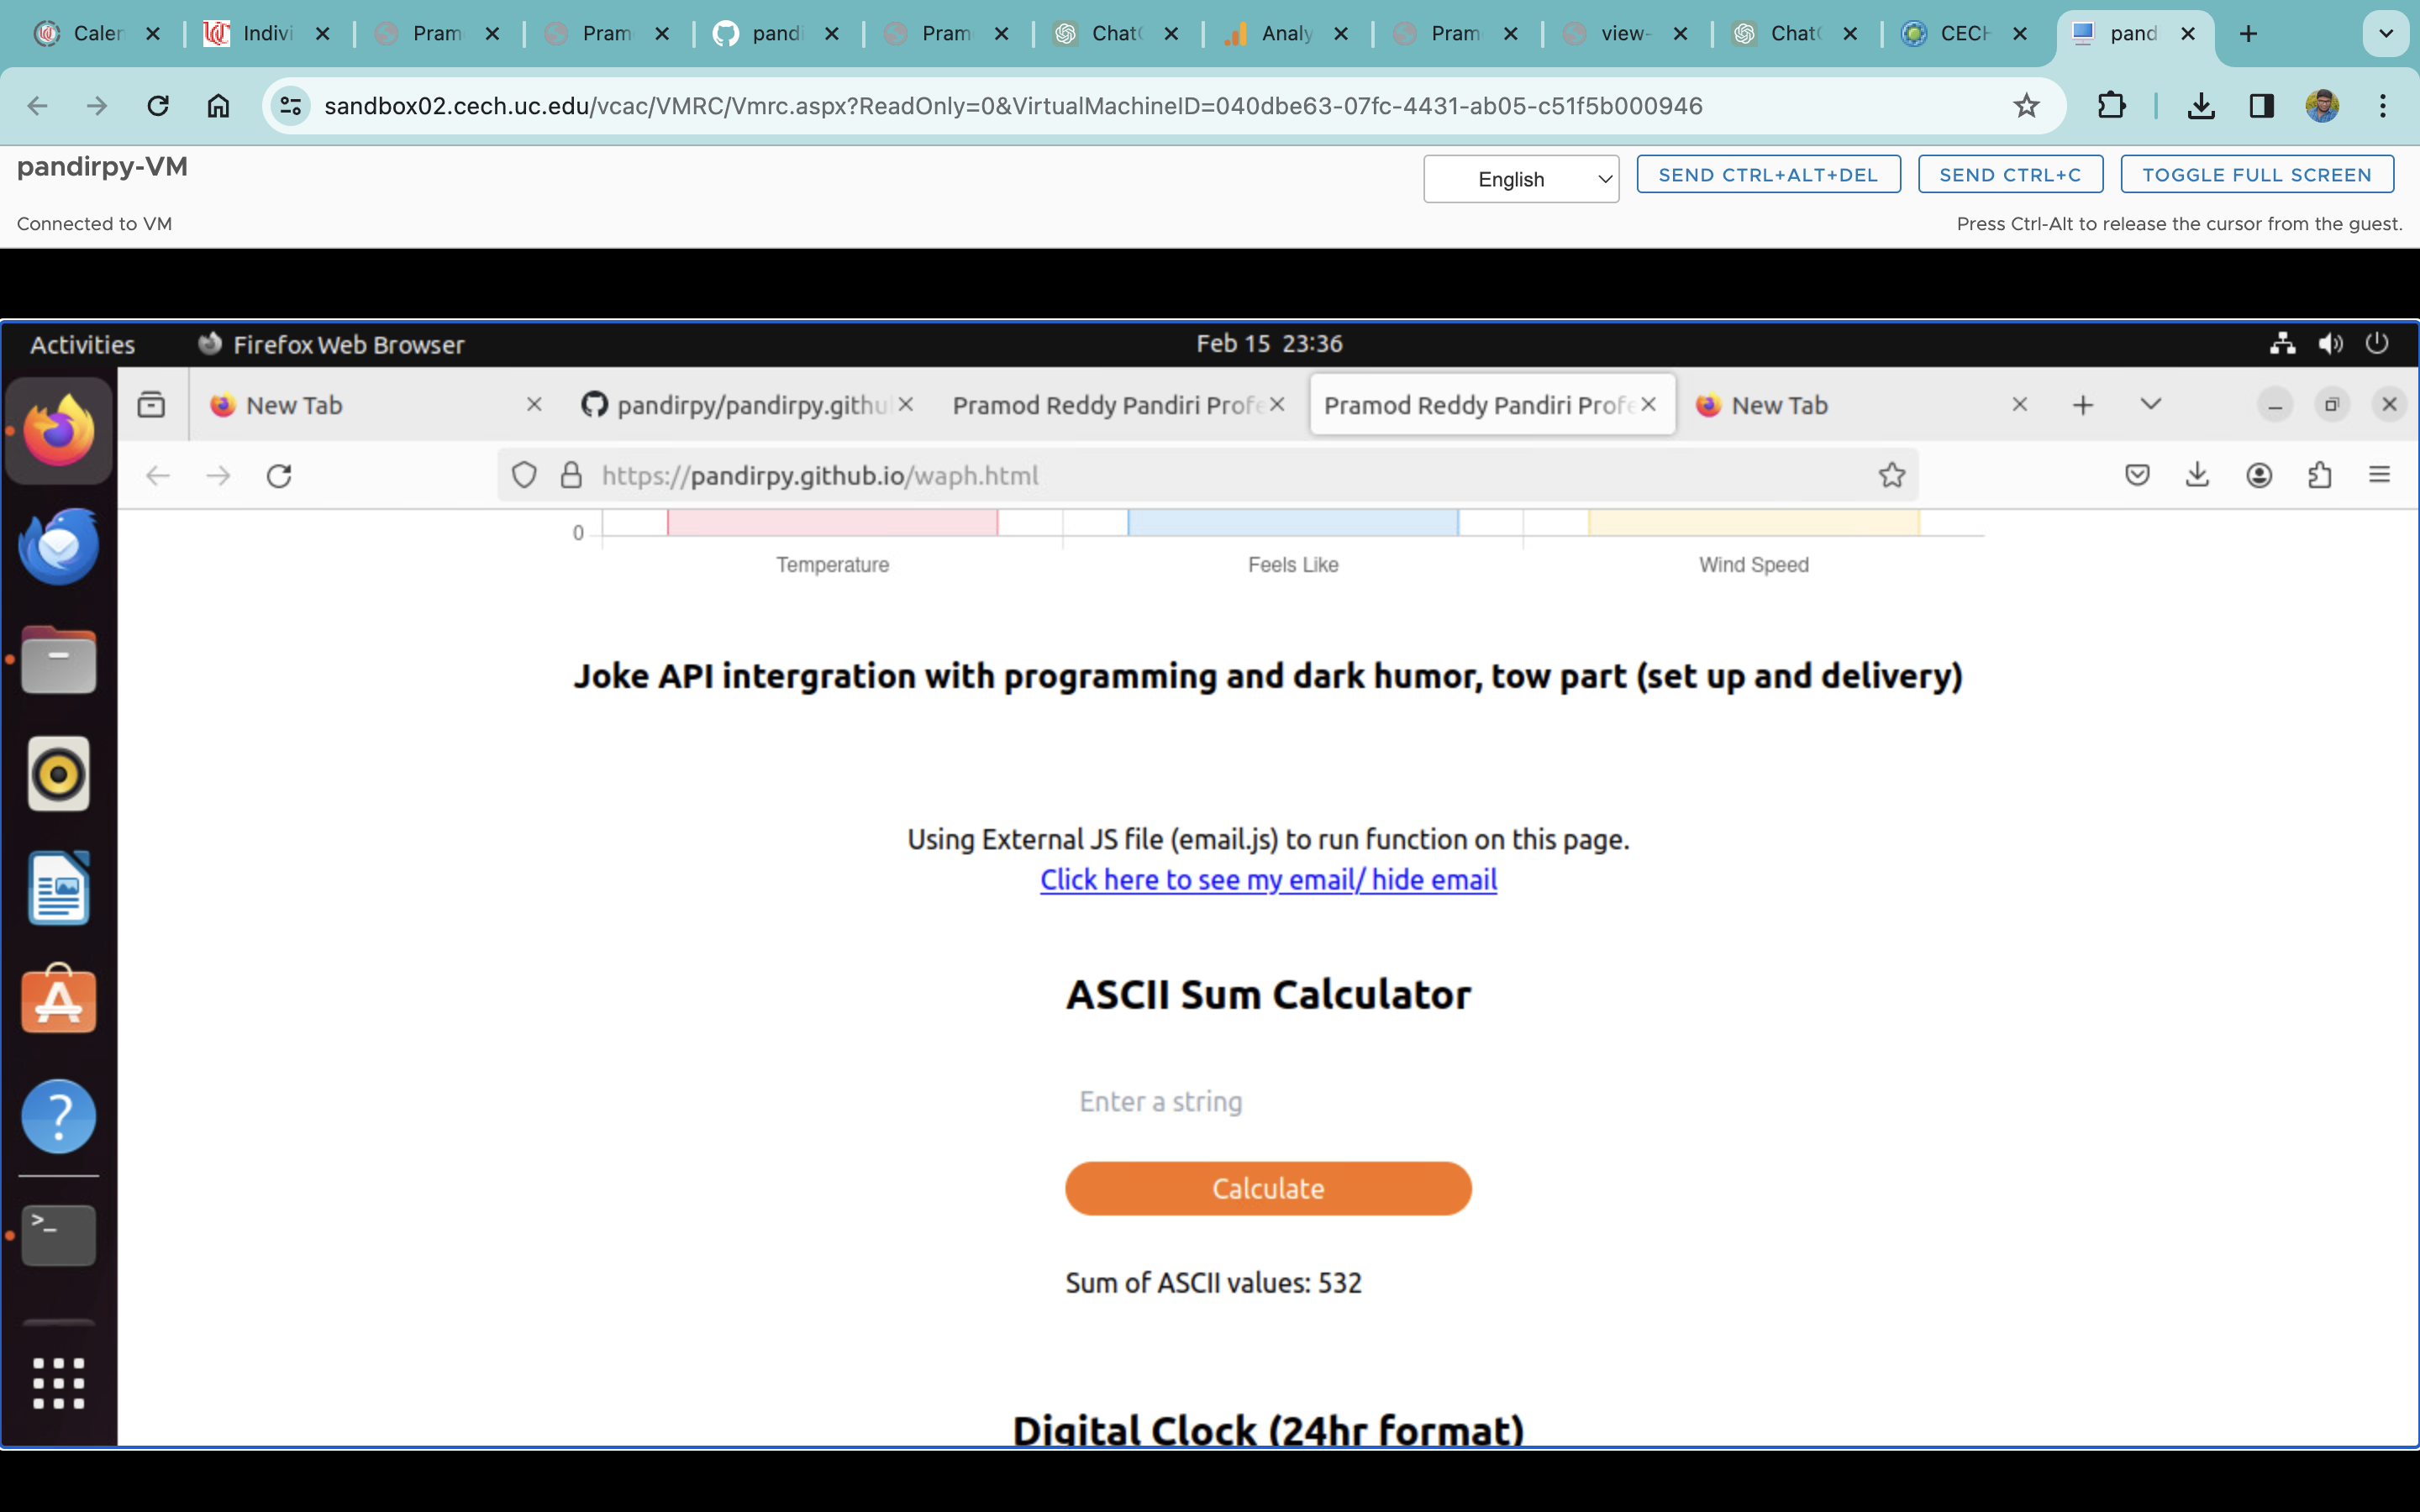 Caler
Indivi
Pram
Pram
pandi
Pram
Chat
Analy
Pram
view-
Chat
CECH
pand
sandbox02.cech.uc.edu/vcac/VMRC/Vmrc.aspx?ReadOnly=0&VirtualMachineID=040dbe63-07fc-4431-ab05-c51f5b000946
pandirpy-VM
English
SEND CTRL+ALT+DEL
SEND CTRL+C
TOGGLE FULL SCREEN
Connected to VM
Press Ctrl-Alt to release the cursor from the guest.
Activities
Firefox Web Browser
Feb 15 23:36
New Tab
pandirpy/pandirpy.githu
Pramod Reddy Pandiri Profe
Pramod Reddy Pandiri Profe
New Tab
https://pandirpy.github.io/waph.html
0
Temperature
Feels Like
Wind Speed
Joke API intergration with programming and dark humor, tow part (set up and delivery)
Using External JS file (email.js) to run function on this page.
Click here to see my email/ hide email
ASCII Sum Calculator
Enter a string
Calculate
Sum of ASCII values: 532
Digital Clock (24hr format)